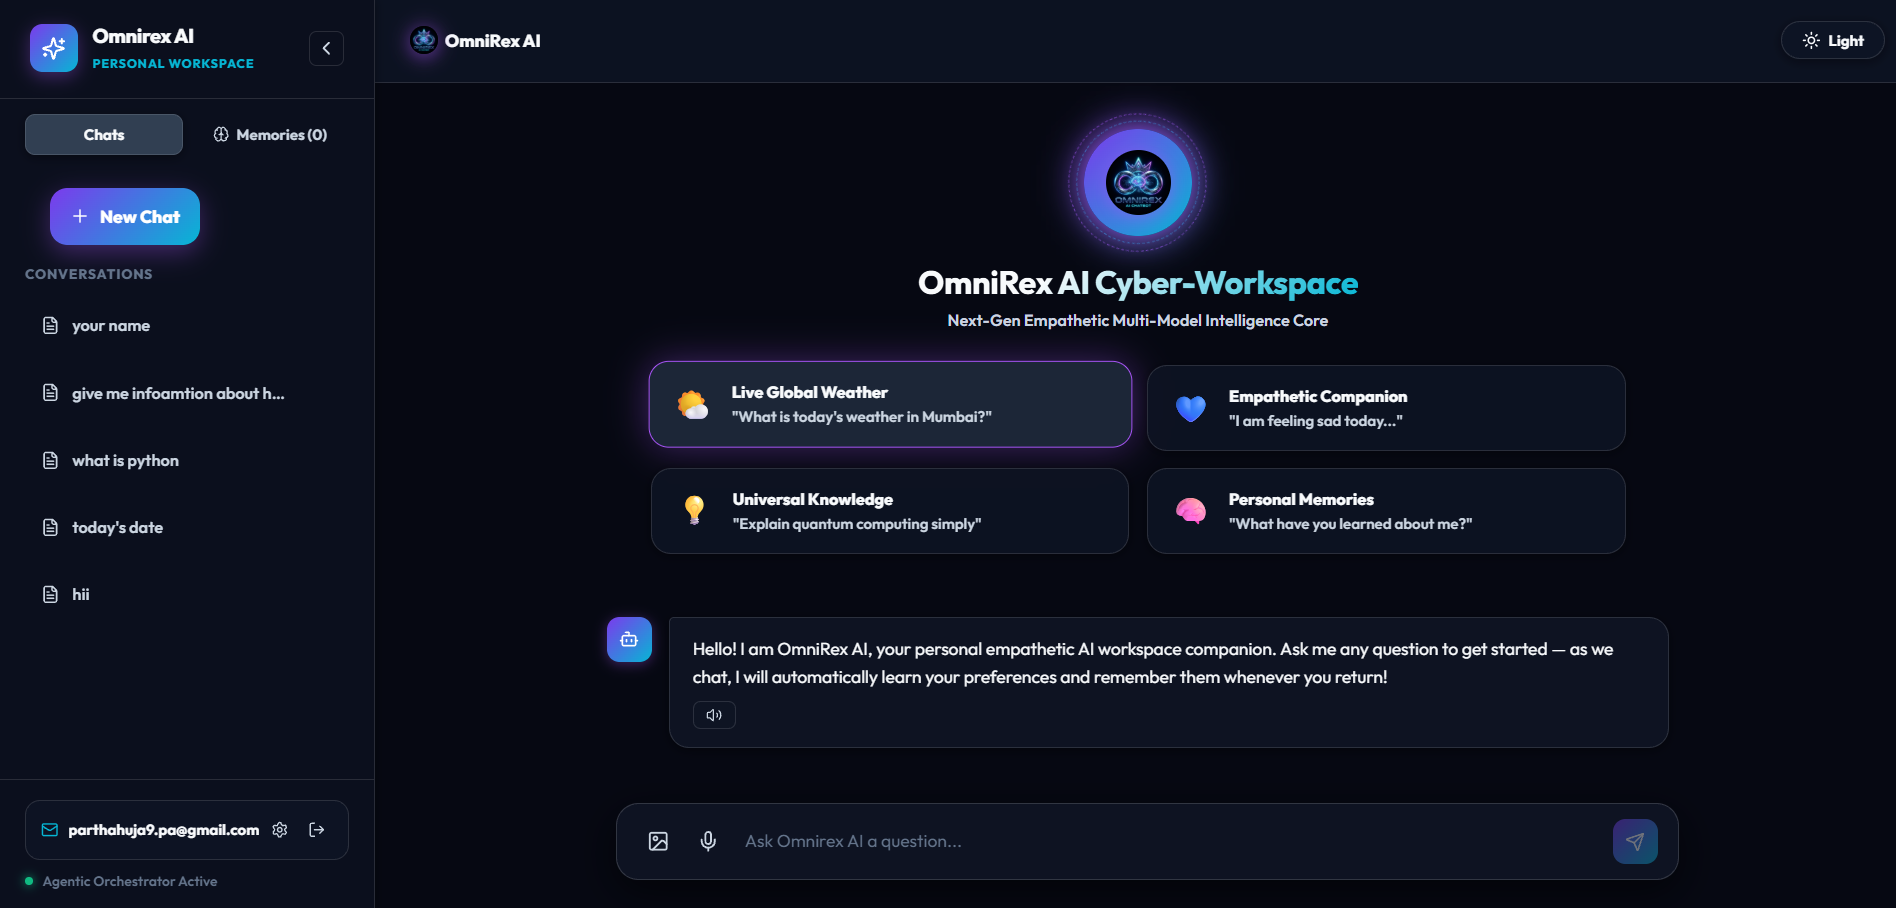 Omnirex AI
PERSONAL WORKSPACE
Chats
Memories (0)
New Chat
CONVERSATIONS
your name
give me infoamtion about h...
what is python
today's date
hii
parthahuja9.pa@gmail.com
Agentic Orchestrator Active
OmniRex AI
Light
OMNIREX
AI CHATBOT
OmniRex AI Cyber-Workspace
Next-Gen Empathetic Multi-Model Intelligence Core
Live Global Weather
"What is today's weather in Mumbai?"
Empathetic Companion
"I am feeling sad today..."
Universal Knowledge
"Explain quantum computing simply"
Personal Memories
"What have you learned about me?"
Hello! I am OmniRex AI, your personal empathetic AI workspace companion. Ask me any question to get started — as we
chat, I will automatically learn your preferences and remember them whenever you return!
Ask Omnirex AI a question...